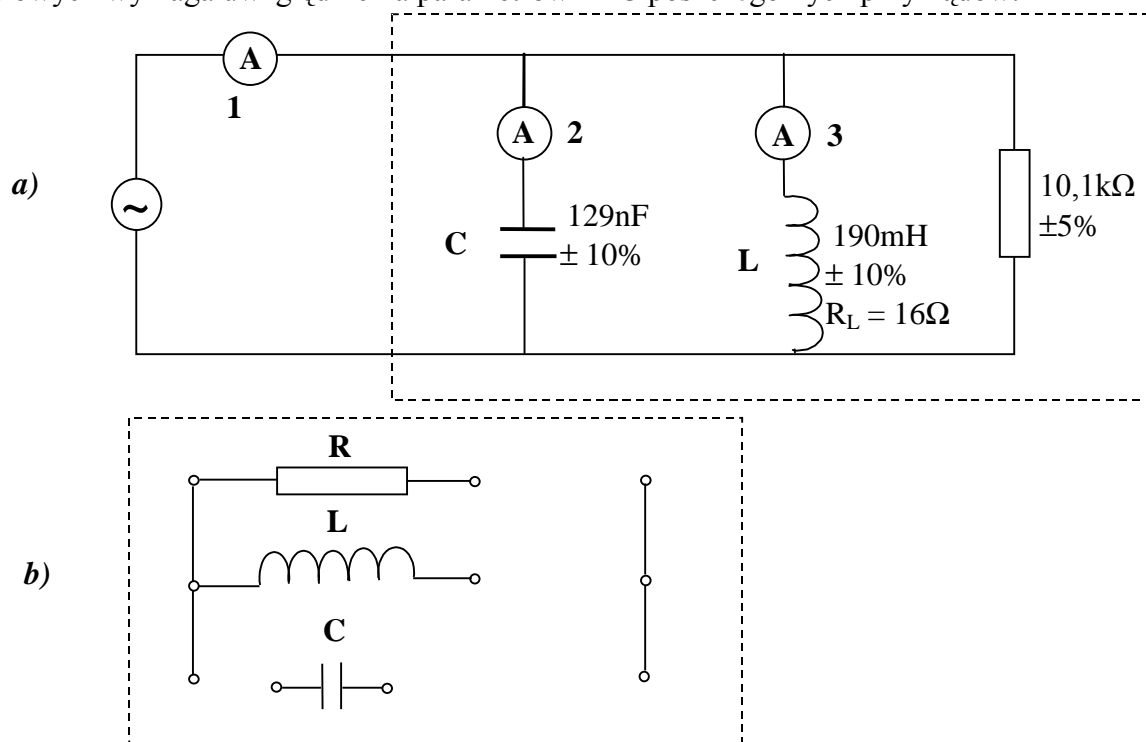 A
1
a)
~
A 2
C
129nF
± 10%
A 3
L
190mH
± 10%
R_L = 16Ω
10,1kΩ
±5%
b)
R
L
C